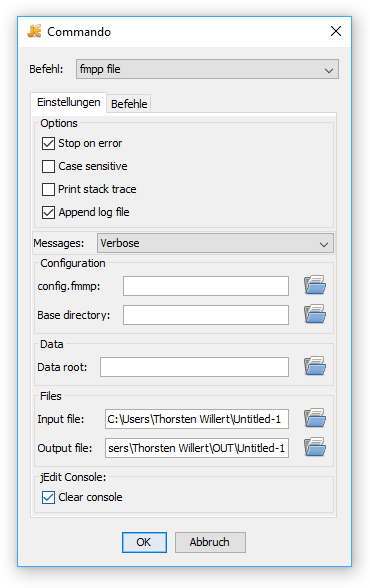 Commando
Befehl: fmpp file
Einstellungen Befehle
Options
Stop on error
Case sensitive
Print stack trace
Append log file
Messages: Verbose
Configuration
config.fmmp:
Base directory:
Data
Data root:
Files
Input file: C:\Users\Thorsten Willert\Untitled-1
Output file: sers\Thorsten Willert\OUT\Untitled-1
jEdit Console:
Clear console
OK Abbruch